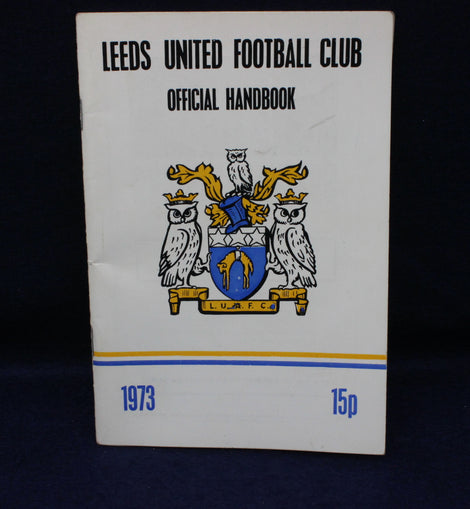 LEEDS UNITED FOOTBALL CLUB
OFFICIAL HANDBOOK
L. U. A. F. C.
1973
15p